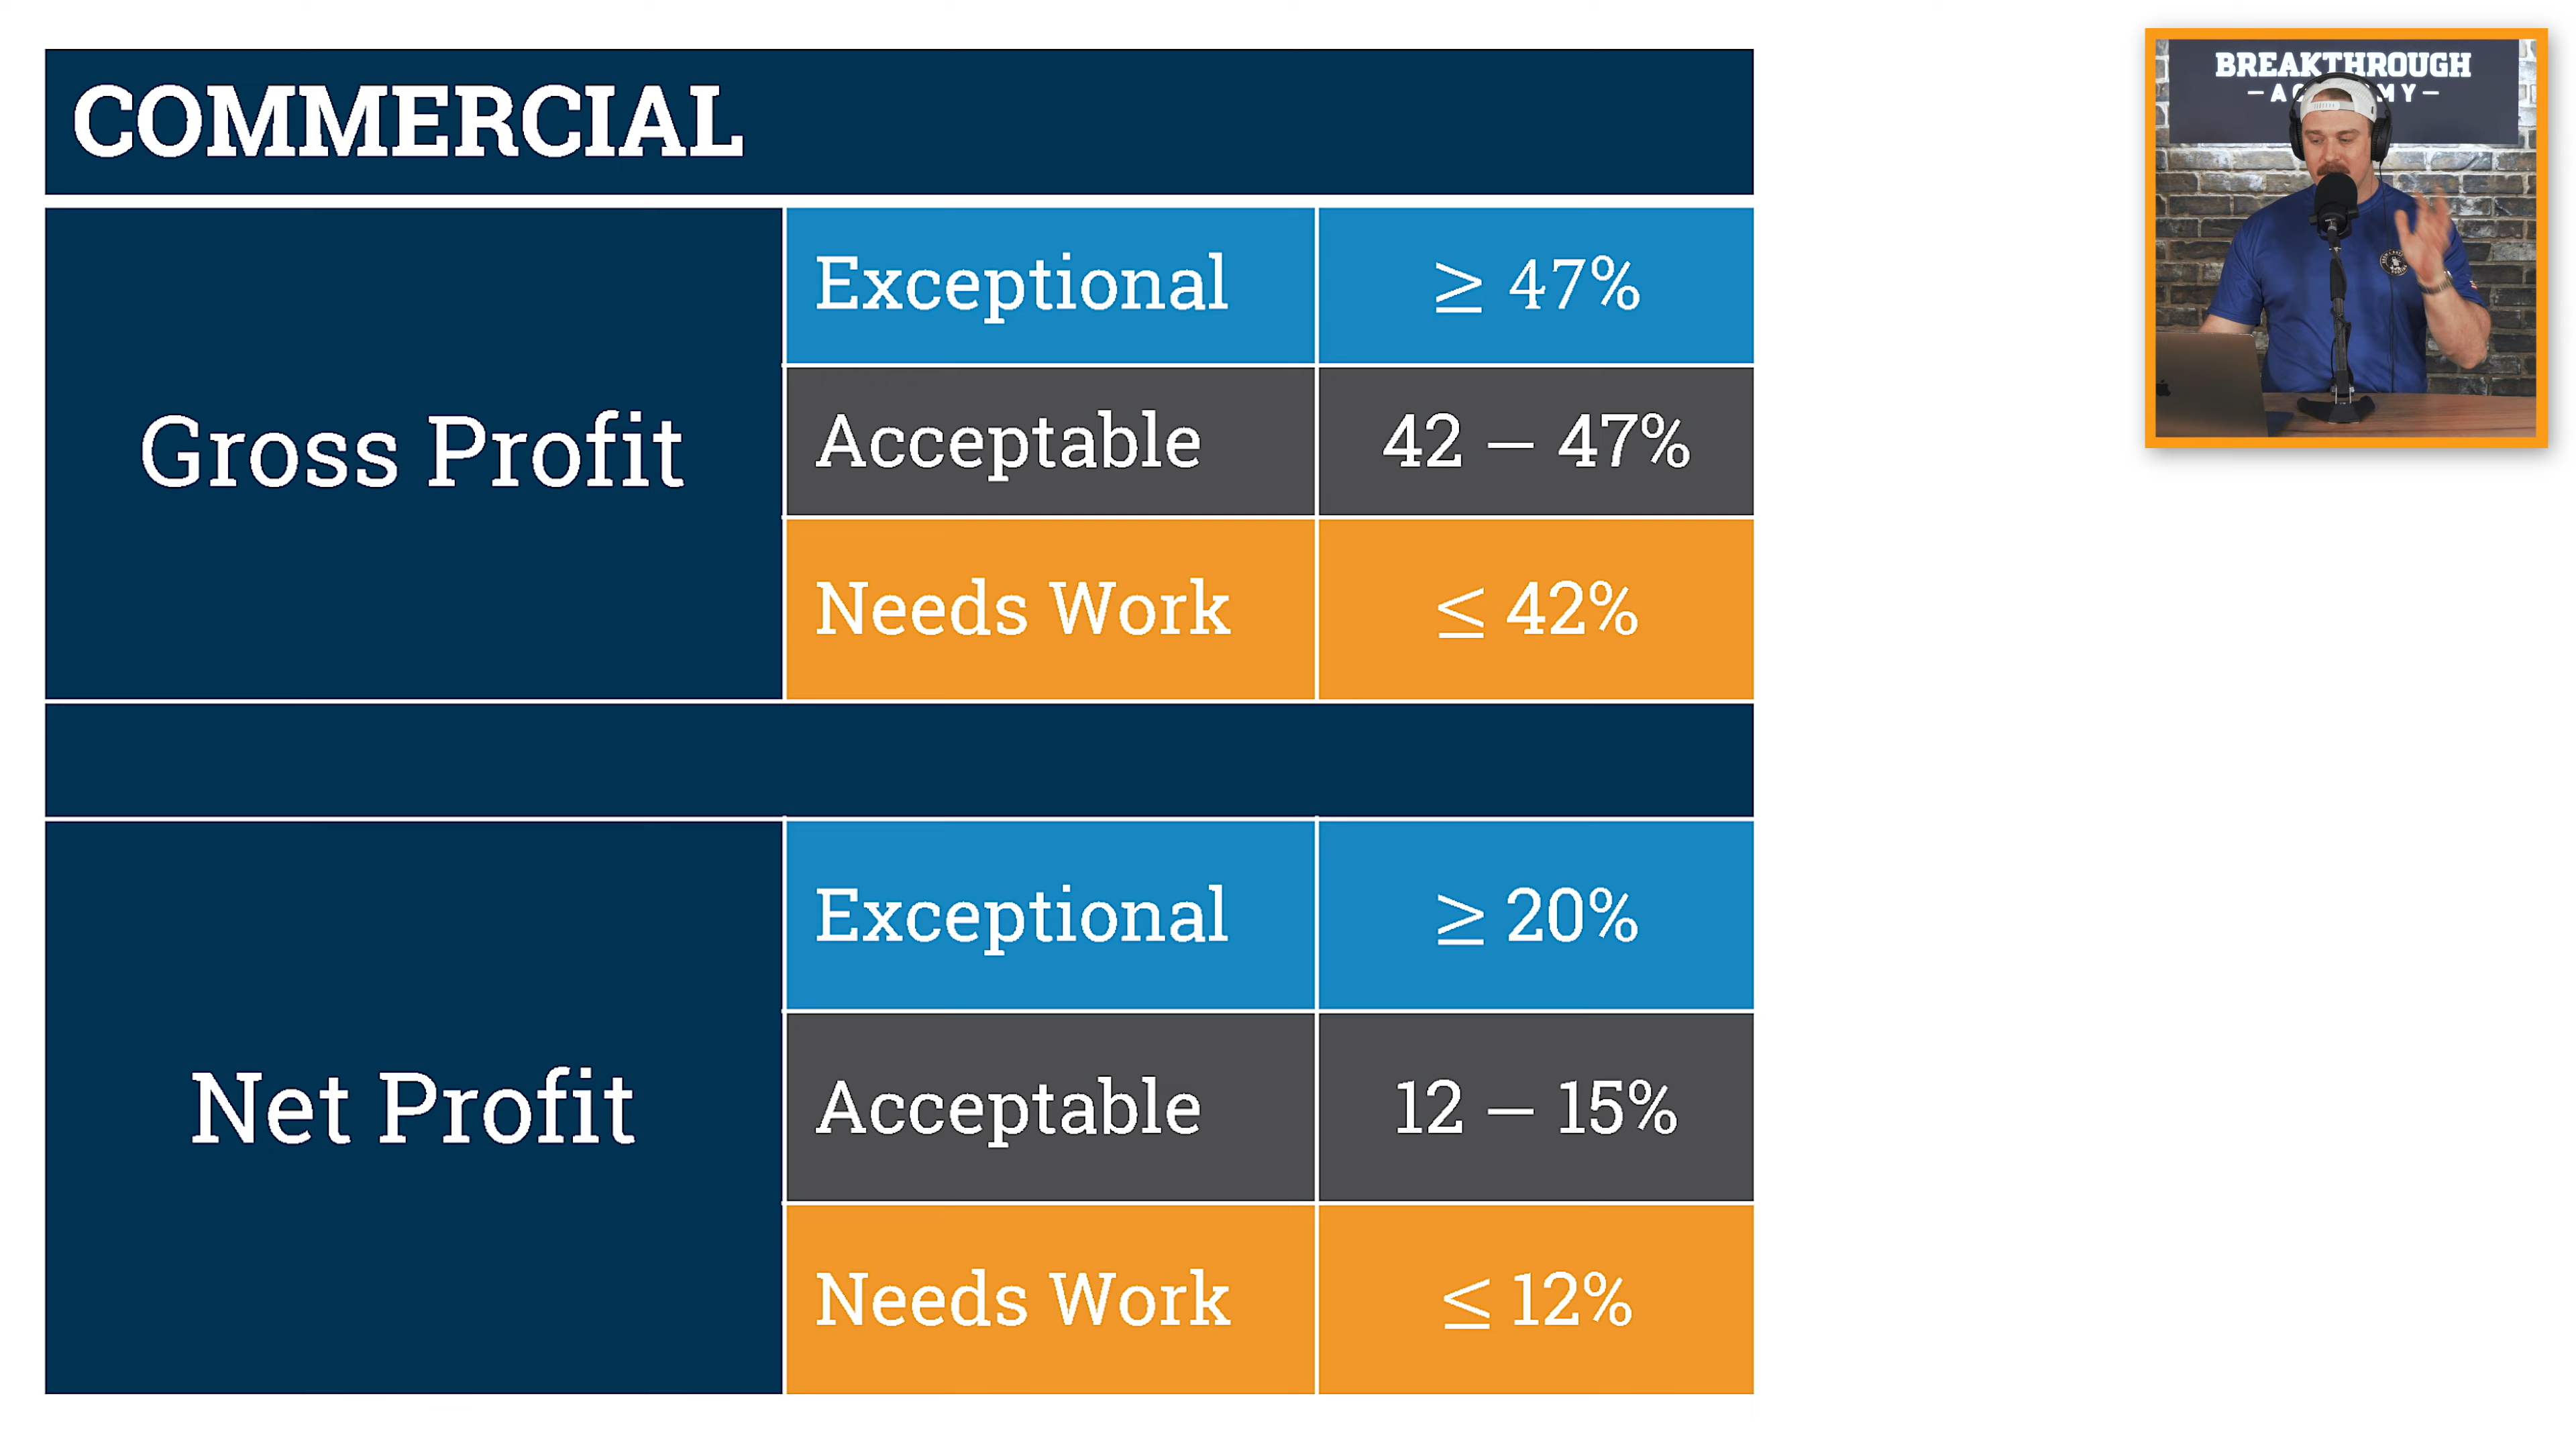 COMMERCIAL
Gross Profit
Exceptional ≥ 47%
Acceptable 42 – 47%
Needs Work ≤ 42%
Net Profit
Exceptional ≥ 20%
Acceptable 12 – 15%
Needs Work ≤ 12%
BREAKTHROUGH